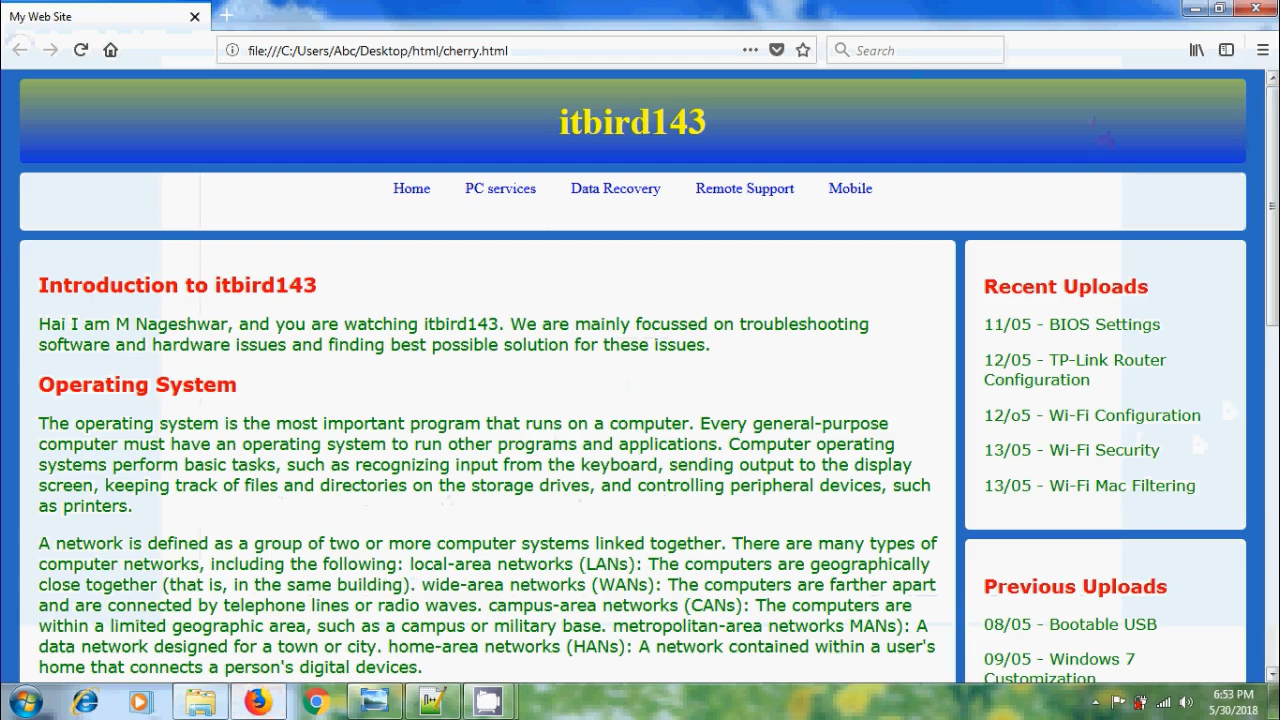 My Web Site
file:///C:/Users/Abc/Desktop/html/cherry.html
Search
itbird143
Home PC services Data Recovery Remote Support Mobile
Introduction to itbird143
Hai I am M Nageshwar, and you are watching itbird143. We are mainly focussed on troubleshooting
software and hardware issues and finding best possible solution for these issues.
Operating System
The operating system is the most important program that runs on a computer. Every general-purpose
computer must have an operating system to run other programs and applications. Computer operating
systems perform basic tasks, such as recognizing input from the keyboard, sending output to the display
screen, keeping track of files and directories on the storage drives, and controlling peripheral devices, such
as printers.
A network is defined as a group of two or more computer systems linked together. There are many types of
computer networks, including the following: local-area networks (LANs): The computers are geographically
close together (that is, in the same building). wide-area networks (WANs): The computers are farther apart
and are connected by telephone lines or radio waves. campus-area networks (CANs): The computers are
within a limited geographic area, such as a campus or military base. metropolitan-area networks MANs): A
data network designed for a town or city. home-area networks (HANs): A network contained within a user's
home that connects a person's digital devices.
Recent Uploads
11/05 - BIOS Settings
12/05 - TP-Link Router
Configuration
12/o5 - Wi-Fi Configuration
13/05 - Wi-Fi Security
13/05 - Wi-Fi Mac Filtering
Previous Uploads
08/05 - Bootable USB
09/05 - Windows 7
Customization
6:53 PM
5/30/2018